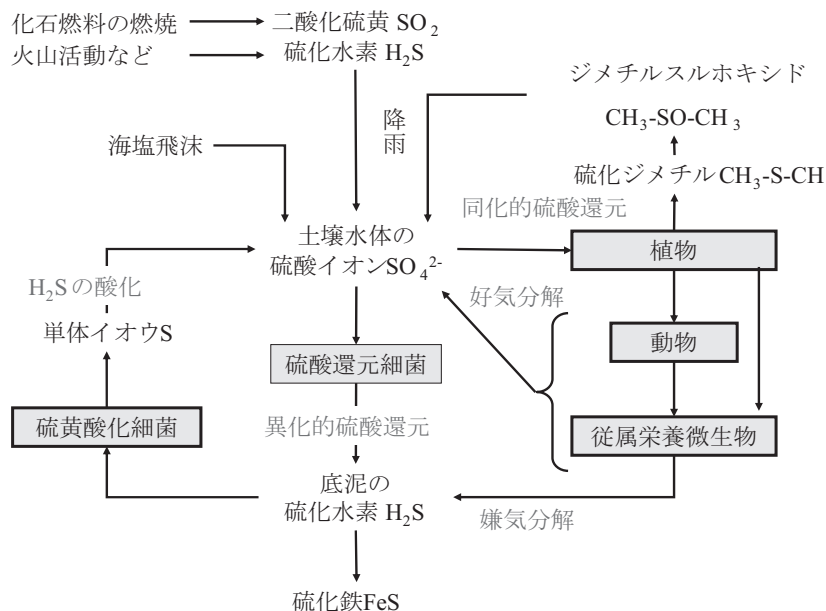 化石燃料の燃焼
二酸化硫黄 SO2
火山活動など
硫化水素 H2S
ジメチルスルホキシド
降雨
CH3-SO-CH3
海塩飛沫
硫化ジメチルCH3-S-CH
同化的硫酸還元
土壌水体の
硫酸イオンSO4²⁻
植物
H2Sの酸化
好気分解
単体イオウS
動物
硫酸還元細菌
硫黄酸化細菌
異化的硫酸還元
従属栄養微生物
底泥の
硫化水素 H2S
嫌気分解
硫化鉄FeS